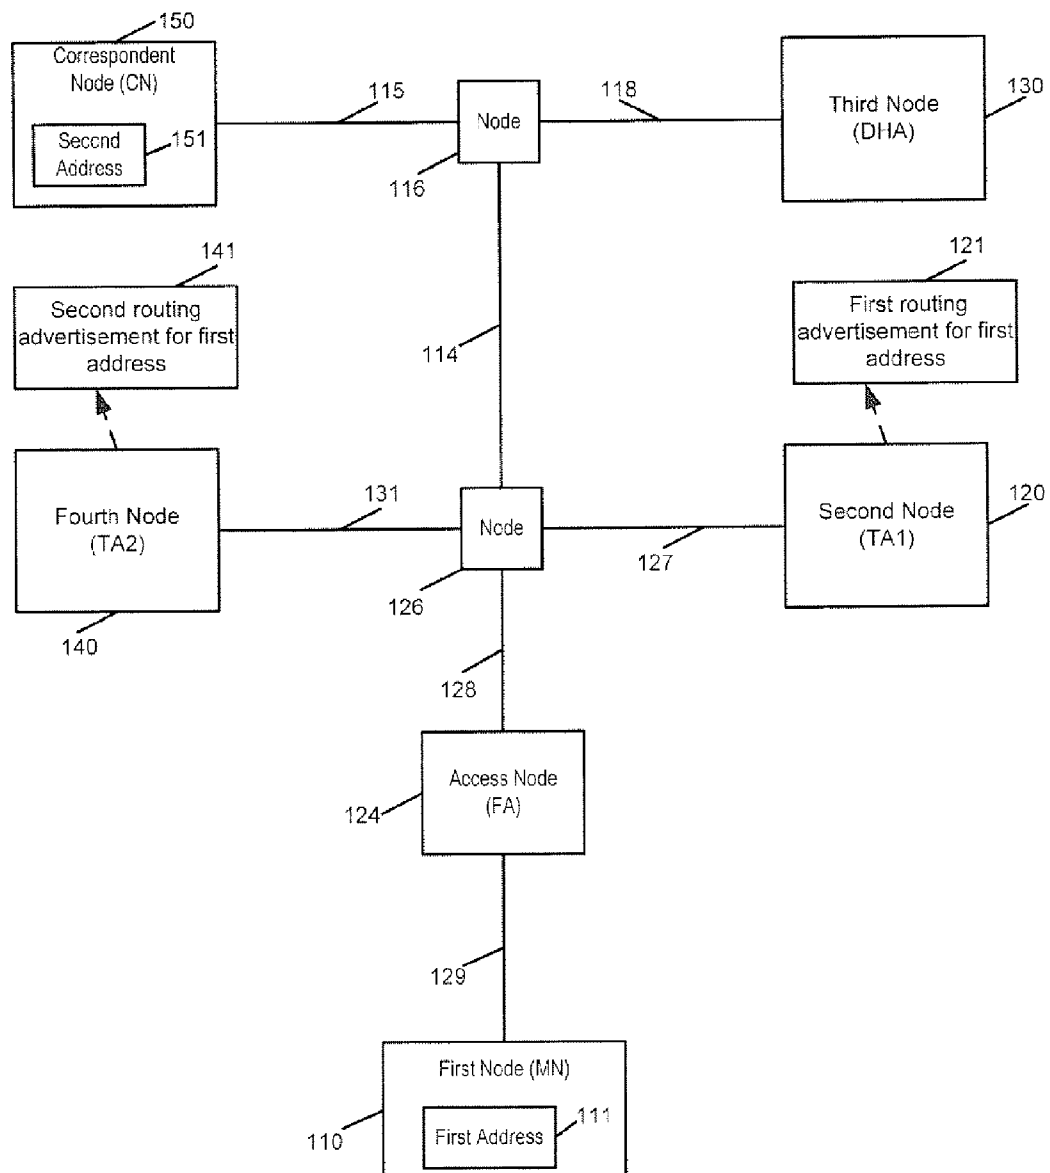 150
Correspondent
Node (CN)
Second
Address
151
115
Node
116
118
Third Node
(DHA)
130
141
Second routing
advertisement for first
address
114
121
First routing
advertisement for first
address
Fourth Node
(TA2)
140
131
Node
126
127
Second Node
(TA1)
120
128
Access Node
(FA)
124
129
First Node (MN)
110
First Address
111